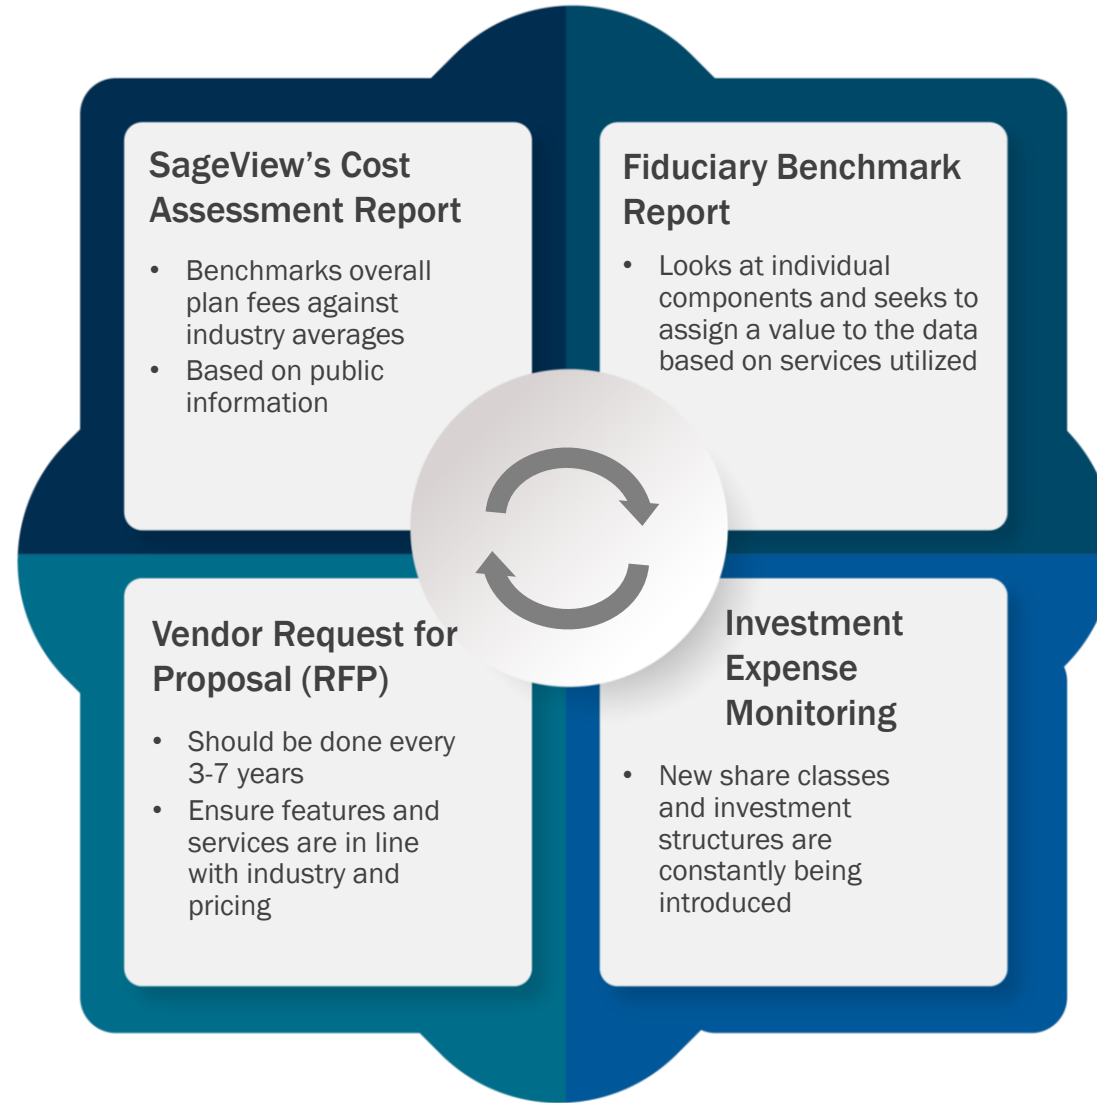 SageView’s Cost
Assessment Report
• Benchmarks overall
plan fees against
industry averages
• Based on public
information
Fiduciary Benchmark
Report
• Looks at individual
components and seeks to
assign a value to the data
based on services utilized
Vendor Request for
Proposal (RFP)
• Should be done every
3-7 years
• Ensure features and
services are in line
with industry and
pricing
Investment
Expense
Monitoring
• New share classes
and investment
structures are
constantly being
introduced